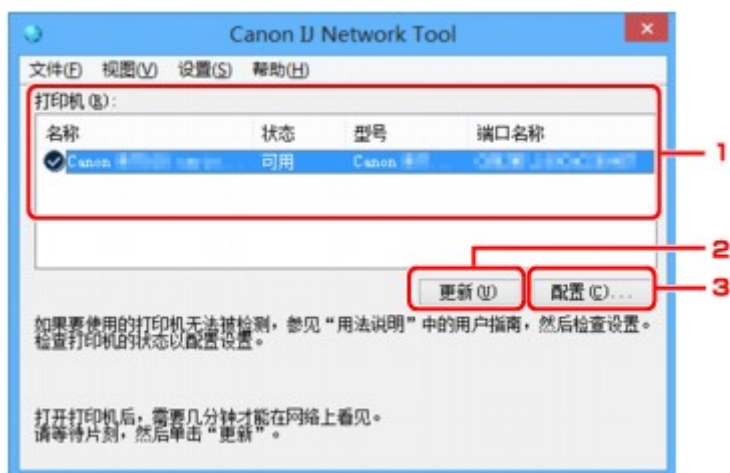 Canon IJ Network Tool
文件(F) 视图(V) 设置(S) 帮助(H)
打印机(B):
名称 状态 型号 端口名称
Canon 可用 Canon
1
2
更新(U) 配置(C)...
3
如果要使用的打印机无法被检测，参见“用法说明”中的用户指南，然后检查设置。
检查打印机的状态以配置设置。
打开打印机后，需要几分钟才能在网络上看见。
请等待片刻，然后单击“更新”。